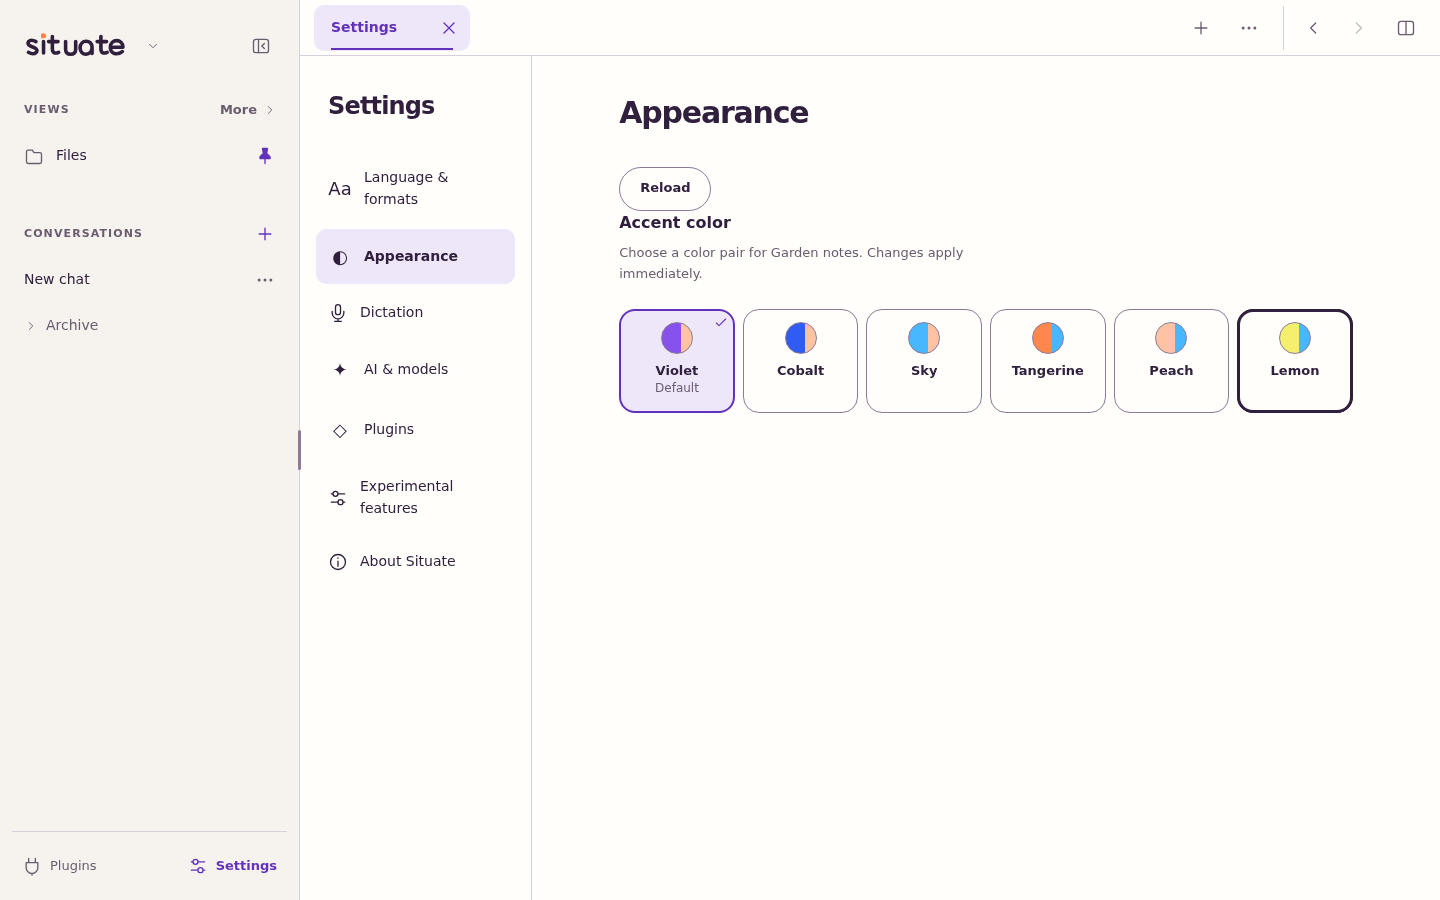 situate
VIEWS
More
Files
CONVERSATIONS
New chat
Archive
Plugins
Settings
Settings
Settings
Aa
Language &
formats
Appearance
Dictation
AI & models
Plugins
Experimental
features
About Situate
Appearance
Reload
Accent color
Choose a color pair for Garden notes. Changes apply
immediately.
Violet
Default
Cobalt
Sky
Tangerine
Peach
Lemon